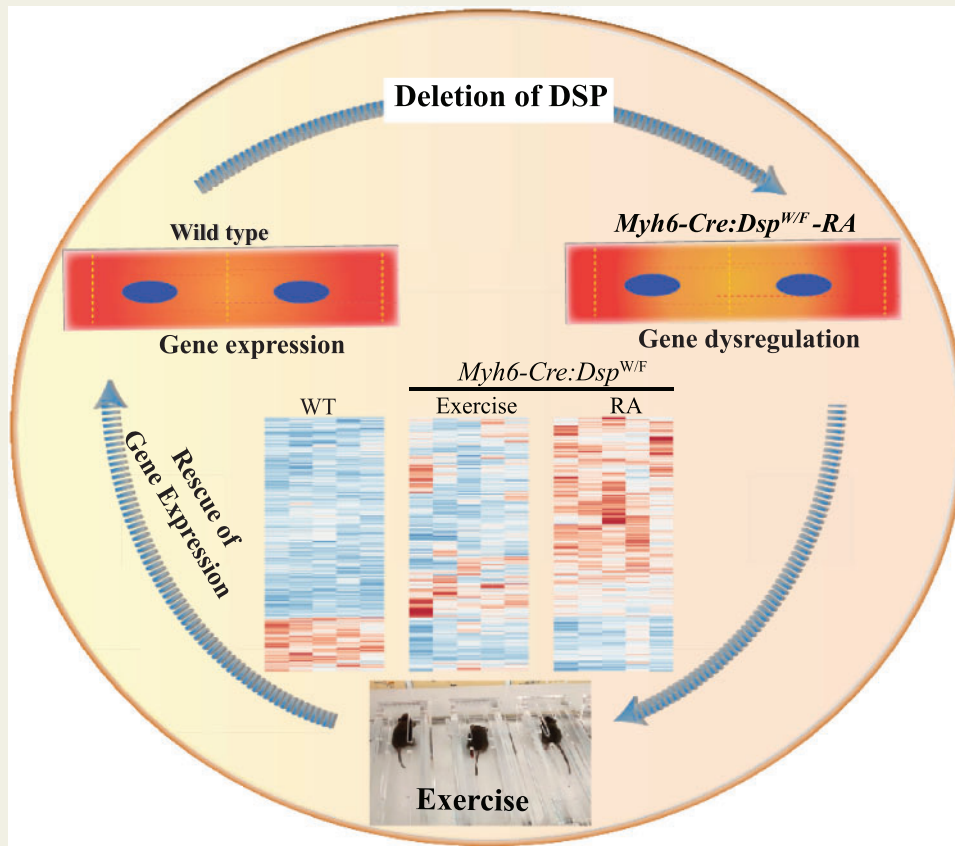 Deletion of DSP
Wild type
Myh6-Cre:Dsp^W/F -RA
Gene expression
Gene dysregulation
Myh6-Cre:Dsp^W/F
WT
Exercise
RA
Rescue of
Gene Expression
Exercise